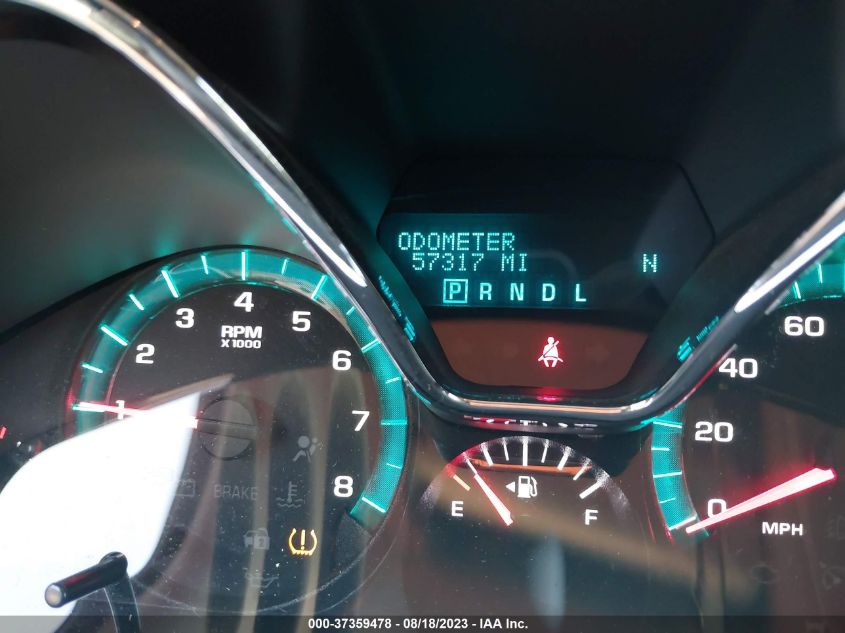 ODOMETER
57317 MI N
P R N D L
1
2
3
4
5
6
7
8
RPM
X1000
BRAKE
E
F
0
20
40
60
MPH
000-37359478 - 08/18/2023 - IAA Inc.